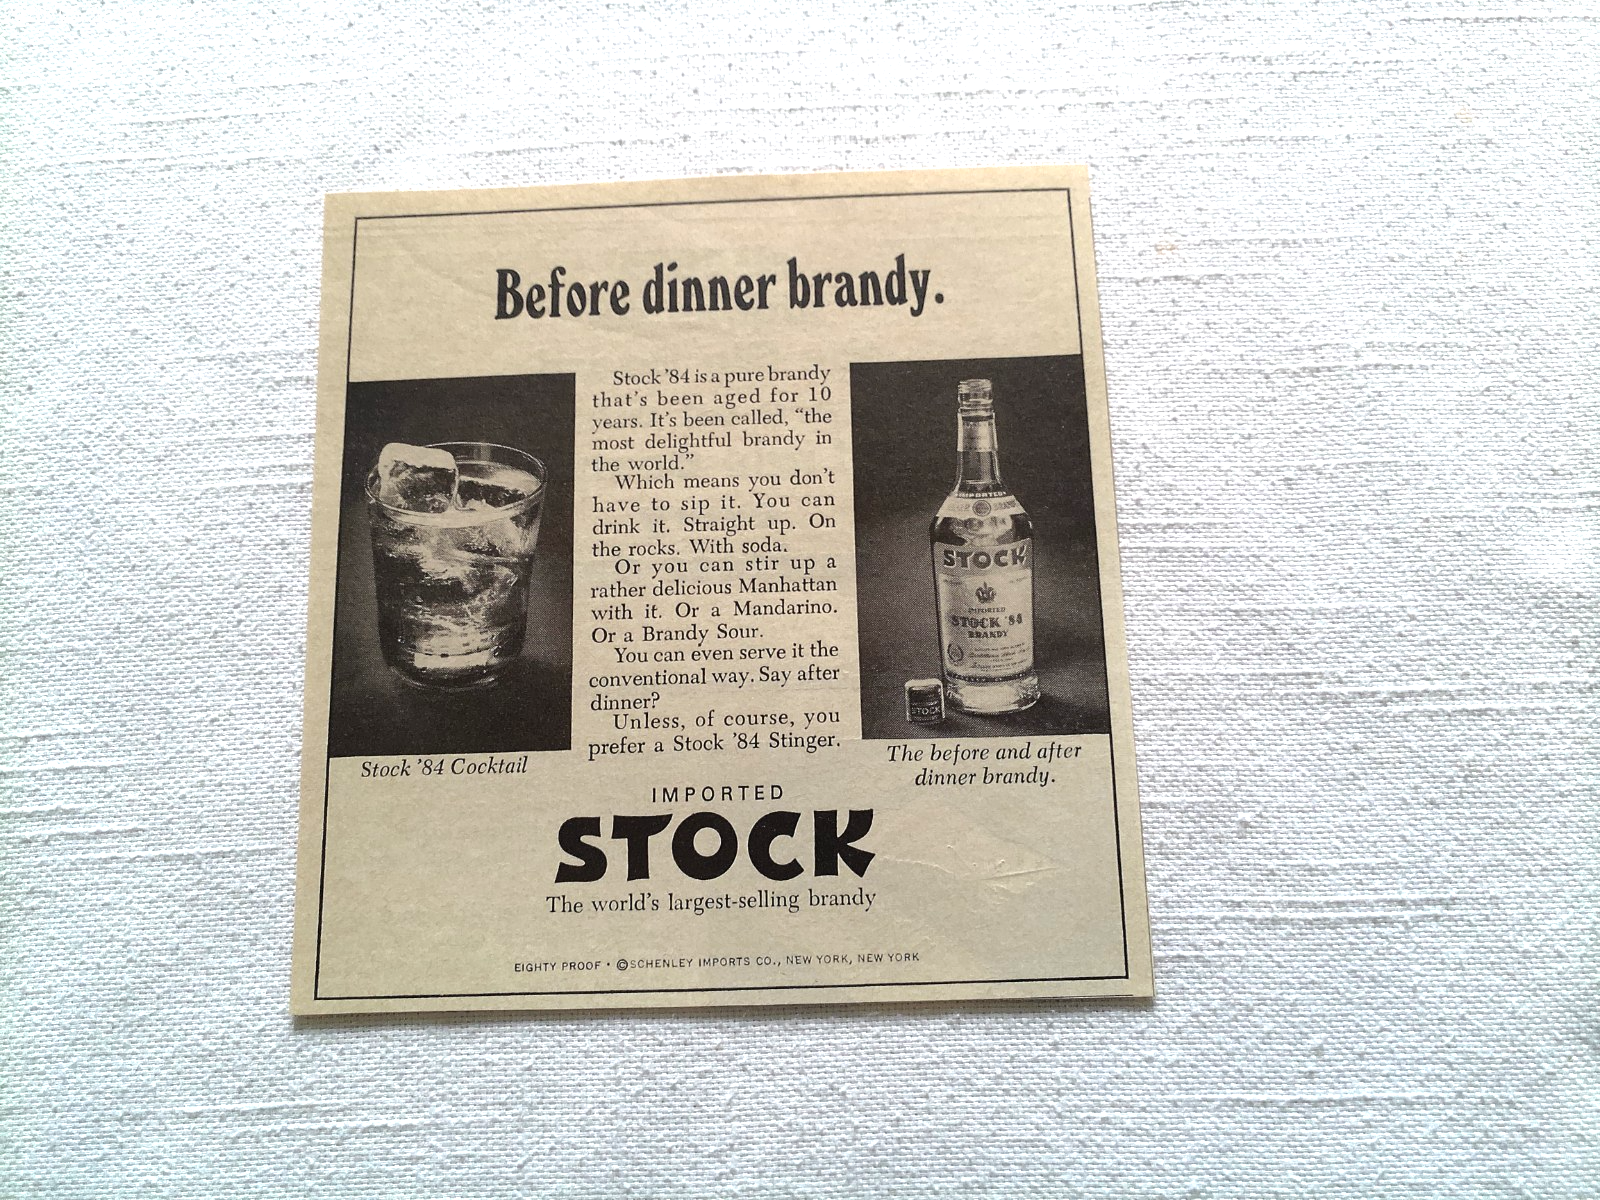 Before dinner brandy.
Stock '84 is a pure brandy
that's been aged for 10
years. It's been called, “the
most delightful brandy in
the world.”
Which means you don't
have to sip it. You can
drink it. Straight up. On
the rocks. With soda.
Or you can stir up a
rather delicious Manhattan
with it. Or a Mandarino.
Or a Brandy Sour.
You can even serve it the
conventional way. Say after
dinner?
Unless, of course, you
prefer a Stock '84 Stinger.
Stock '84 Cocktail
IMPORTED
STOCK
IMPORTED
STOCK '84
BRANDY
STOCK
The before and after
dinner brandy.
IMPORTED
STOCK
The world's largest-selling brandy
EIGHTY PROOF • ©SCHENLEY IMPORTS CO., NEW YORK, NEW YORK